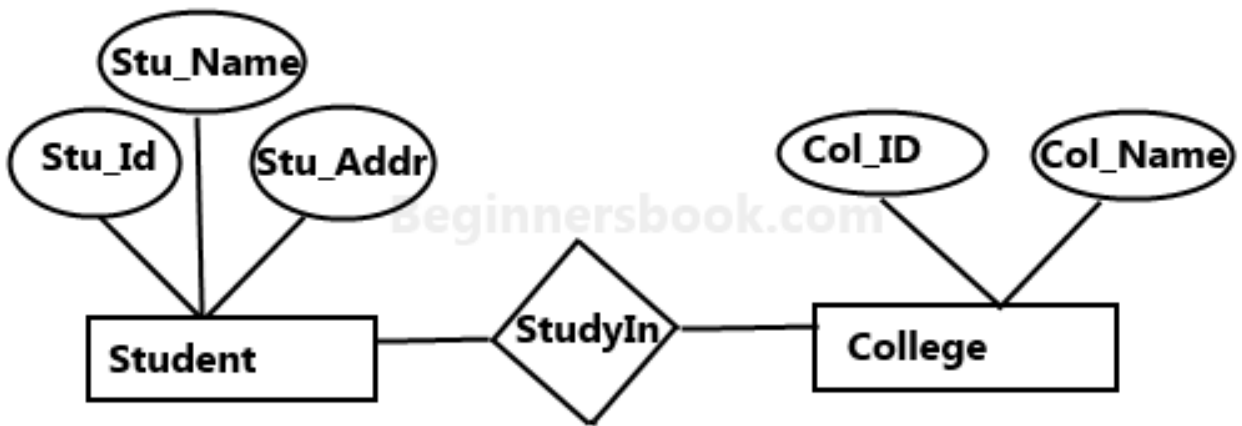 Stu_Name
Stu_Id
Stu_Addr
Col_ID
Col_Name
Beginnersbook.com
StudyIn
Student
College